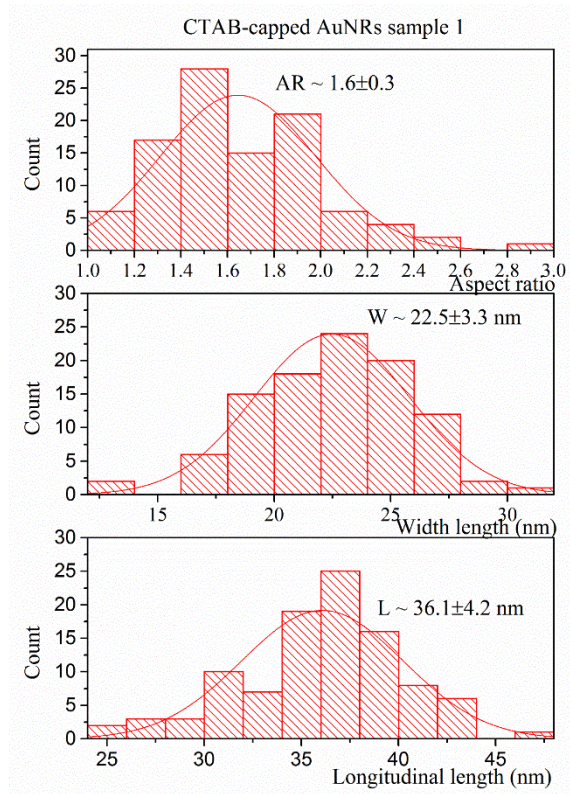 CTAB-capped AuNRs sample 1
30
25
20
15
10
5
0
Count
AR ~ 1.6±0.3
1.0 1.2 1.4 1.6 1.8 2.0 2.2 2.4 2.6 2.8 3.0
Aspect ratio
30
25
20
15
10
5
0
Count
W ~ 22.5±3.3 nm
15 20 25 30
Width length (nm)
30
25
20
15
10
5
0
Count
L ~ 36.1±4.2 nm
25 30 35 40 45
Longitudinal length (nm)